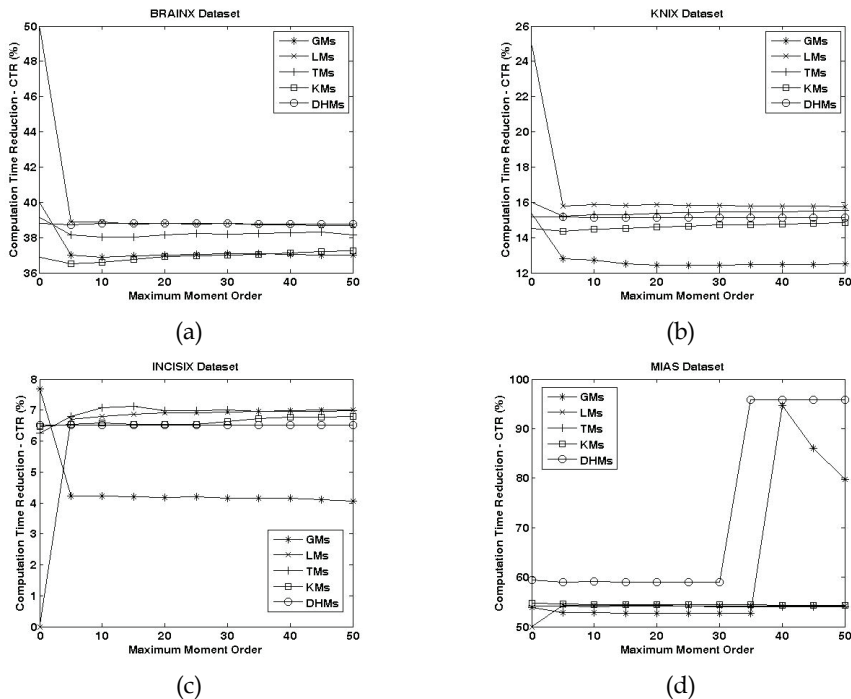 BRAINX Dataset
Computation Time Reduction - CTR (%)
50
48
46
44
42
40
38
36
GMs
LMs
TMs
KMs
DHMs
0 10 20 30 40 50
Maximum Moment Order
(a)
KNIX Dataset
Computation Time Reduction - CTR (%)
26
24
22
20
18
16
14
12
GMs
LMs
TMs
KMs
DHMs
0 10 20 30 40 50
Maximum Moment Order
(b)
INCISIX Dataset
Computation Time Reduction - CTR (%)
8
7
6
5
4
3
2
1
0
GMs
LMs
TMs
KMs
DHMs
0 10 20 30 40 50
Maximum Moment Order
(c)
MIAS Dataset
Computation Time Reduction - CTR (%)
100
90
80
70
60
50
GMs
LMs
TMs
KMs
DHMs
0 10 20 30 40 50
Maximum Moment Order
(d)